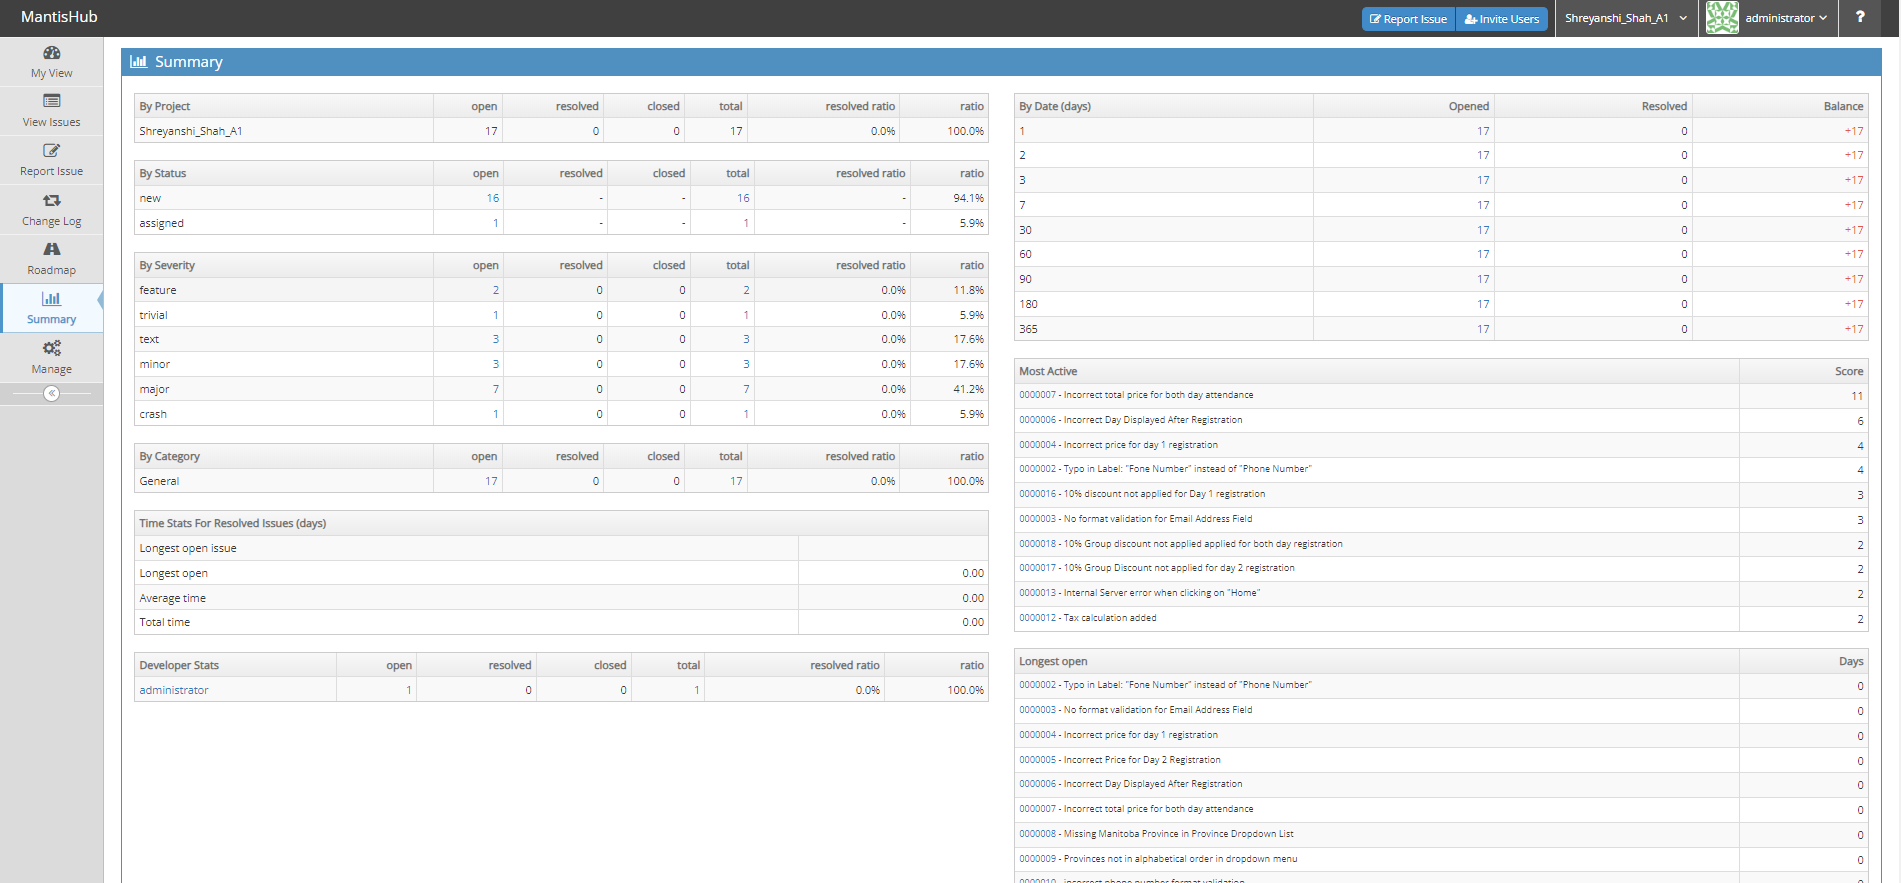 MantisHub
Report Issue
Invite Users
Shreyanshi_Shah_A1
administrator
?
My View
View Issues
Report Issue
Change Log
Roadmap
Summary
Manage
Summary
By Project open resolved closed total resolved ratio ratio
Shreyanshi_Shah_A1 17 0 0 17 0.0% 100.0%
By Status open resolved closed total resolved ratio ratio
new 16 - - 16 - 94.1%
assigned 1 - - 1 - 5.9%
By Severity open resolved closed total resolved ratio ratio
feature 2 0 0 2 0.0% 11.8%
trivial 1 0 0 1 0.0% 5.9%
text 3 0 0 3 0.0% 17.6%
minor 3 0 0 3 0.0% 17.6%
major 7 0 0 7 0.0% 41.2%
crash 1 0 0 1 0.0% 5.9%
By Category open resolved closed total resolved ratio ratio
General 17 0 0 17 0.0% 100.0%
Time Stats For Resolved Issues (days)
Longest open issue
Longest open 0.00
Average time 0.00
Total time 0.00
Developer Stats open resolved closed total resolved ratio ratio
administrator 1 0 0 1 0.0% 100.0%
By Date (days) Opened Resolved Balance
1 17 0 +17
2 17 0 +17
3 17 0 +17
7 17 0 +17
30 17 0 +17
60 17 0 +17
90 17 0 +17
180 17 0 +17
365 17 0 +17
Most Active Score
0000007 - Incorrect total price for both day attendance 11
0000006 - Incorrect Day Displayed After Registration 6
0000004 - Incorrect price for day 1 registration 4
0000002 - Typo in Label: "Fone Number" instead of "Phone Number" 4
0000016 - 10% discount not applied for Day 1 registration 3
0000003 - No format validation for Email Address Field 3
0000018 - 10% Group discount not applied applied for both day registration 2
0000017 - 10% Group Discount not applied for day 2 registration 2
0000013 - Internal Server error when clicking on "Home" 2
0000012 - Tax calculation added 2
Longest open Days
0000002 - Typo in Label: "Fone Number" instead of "Phone Number" 0
0000003 - No format validation for Email Address Field 0
0000004 - Incorrect price for day 1 registration 0
0000005 - Incorrect Price for Day 2 Registration 0
0000006 - Incorrect Day Displayed After Registration 0
0000007 - Incorrect total price for both day attendance 0
0000008 - Missing Manitoba Province in Province Dropdown List 0
0000009 - Provinces not in alphabetical order in dropdown menu 0
0000010 - incorrect phone number format validation 0